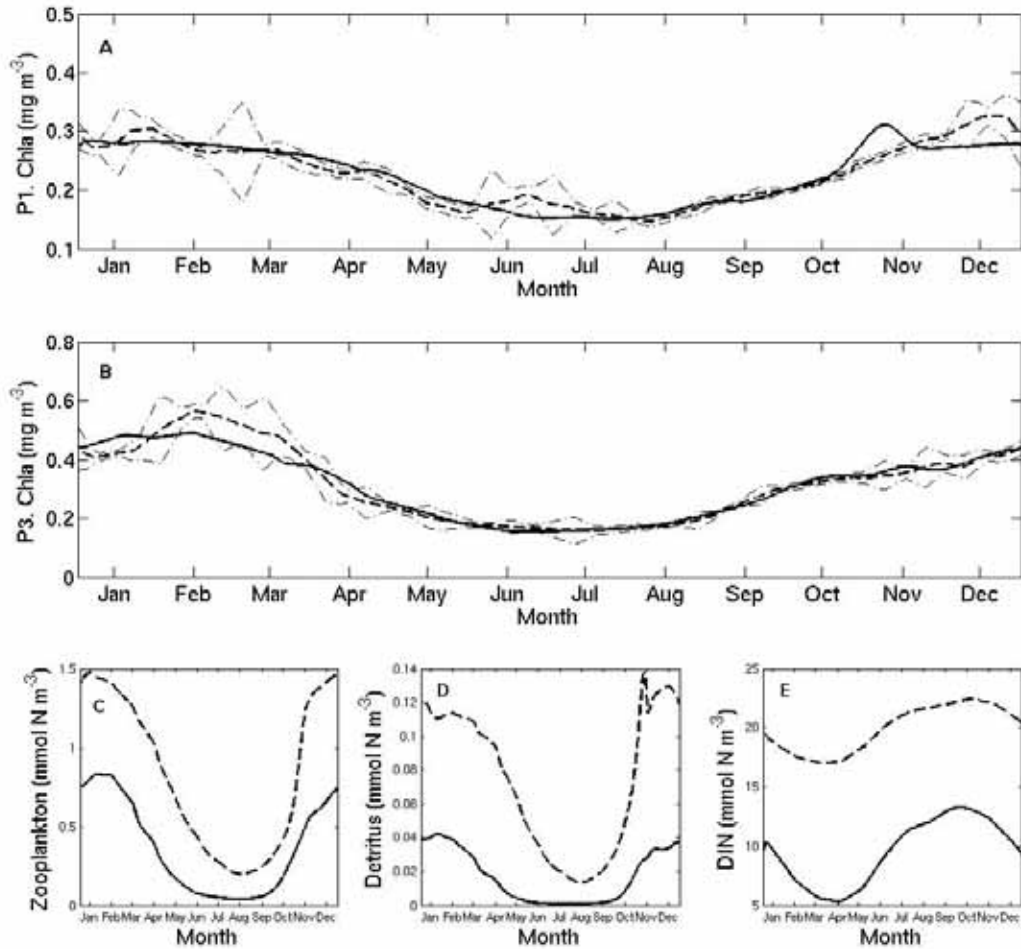 0.5
A
0.4
0.3
0.2
0.1
P1. Chla (mg m⁻³)
Jan Feb Mar Apr May Jun Jul Aug Sep Oct Nov Dec
Month
0.8
B
0.6
0.4
0.2
0
P3. Chla (mg m⁻³)
Jan Feb Mar Apr May Jun Jul Aug Sep Oct Nov Dec
Month
1.5
C
1
0.5
0
Zooplankton (mmol N m⁻³)
Jan Feb Mar Apr May Jun Jul Aug Sep Oct Nov Dec
Month
0.14
D
0.12
0.1
0.08
0.06
0.04
0.02
0
Detritus (mmol N m⁻³)
Jan Feb Mar Apr May Jun Jul Aug Sep Oct Nov Dec
Month
25
E
20
15
10
5
DIN (mmol N m⁻³)
Jan Feb Mar Apr May Jun Jul Aug Sep Oct Nov Dec
Month